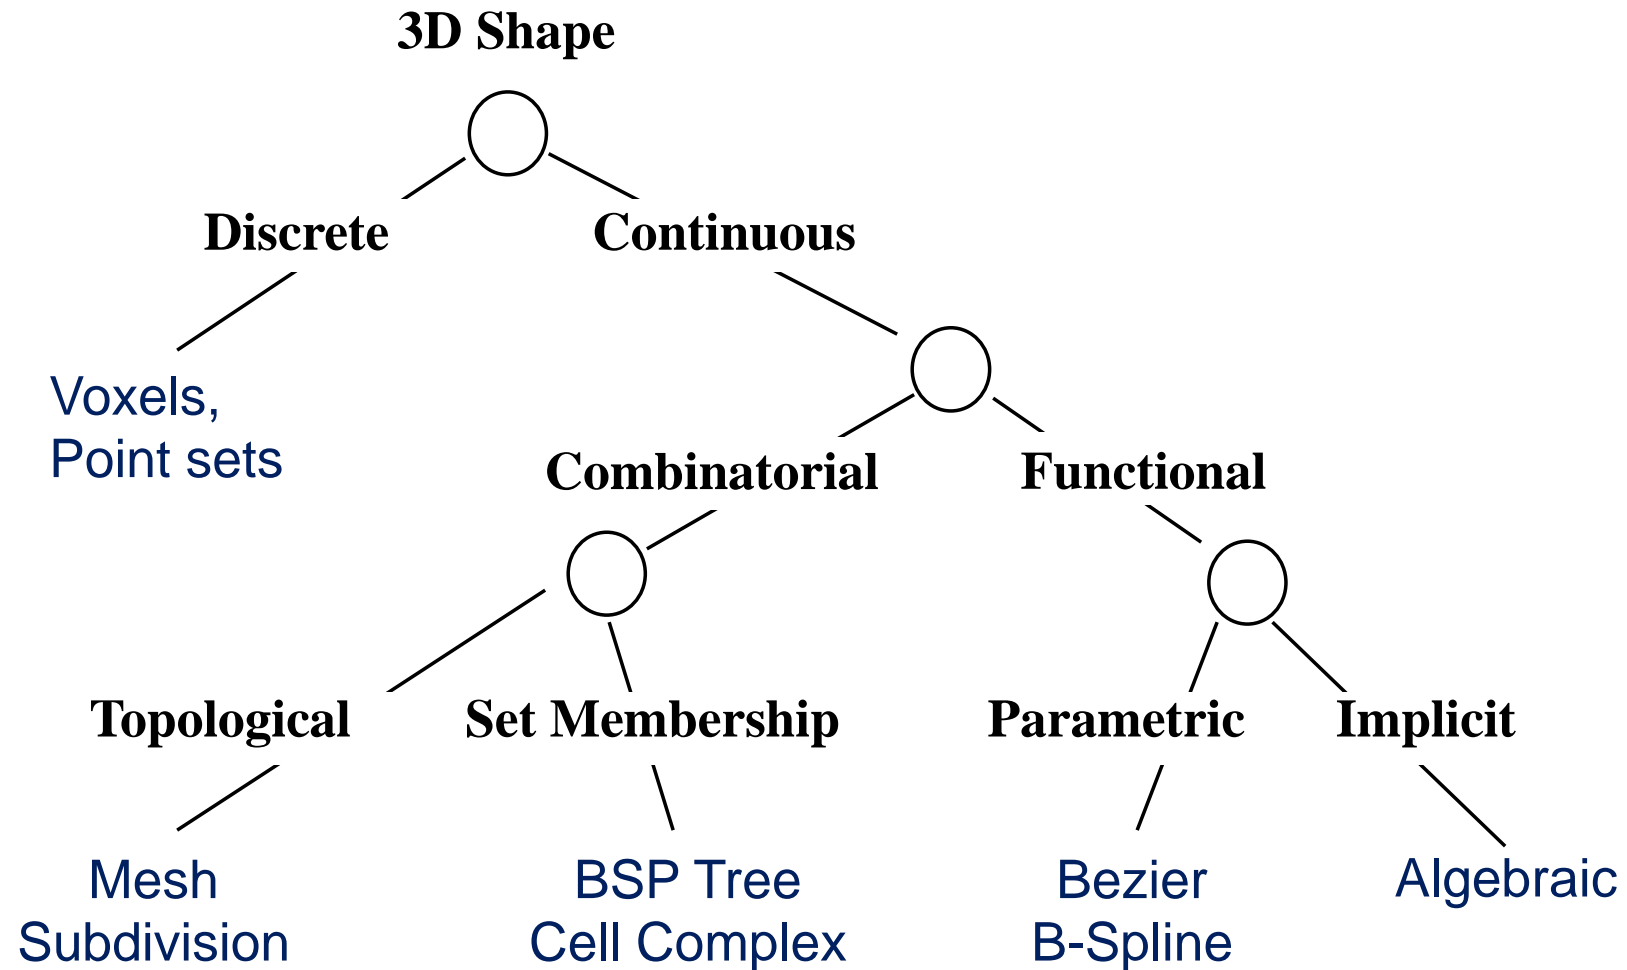 3D Shape
Discrete
Continuous
Voxels,
Point sets
Combinatorial
Functional
Topological
Set Membership
Parametric
Implicit
Mesh
Subdivision
BSP Tree
Cell Complex
Bezier
B-Spline
Algebraic